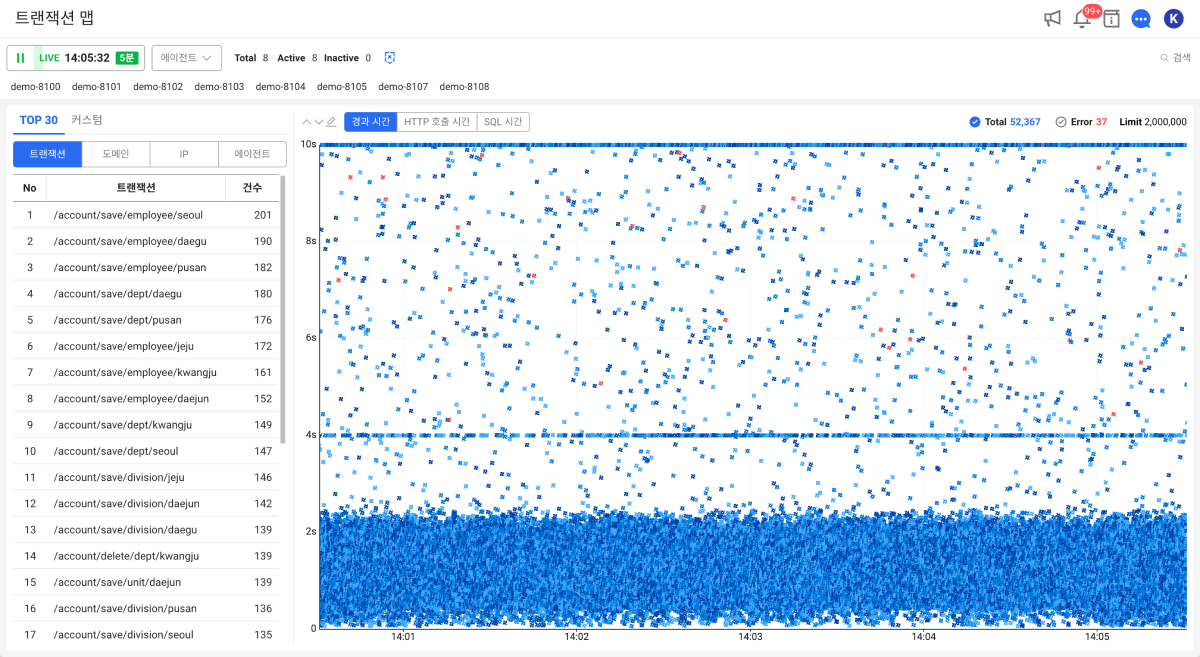 트랜잭션 맵
99+
K
LIVE 14:05:32 5분 에이전트 Total 8 Active 8 Inactive 0 검색
demo-8100 demo-8101 demo-8102 demo-8103 demo-8104 demo-8105 demo-8107 demo-8108
TOP 30 커스텀
트랜잭션 도메인 IP 에이전트
No 트랜잭션 건수
1 /account/save/employee/seoul 201
2 /account/save/employee/daegu 190
3 /account/save/employee/pusan 182
4 /account/save/dept/daegu 180
5 /account/save/dept/pusan 176
6 /account/save/employee/jeju 172
7 /account/save/employee/kwangju 161
8 /account/save/employee/daejun 152
9 /account/save/dept/kwangju 149
10 /account/save/dept/seoul 147
11 /account/save/division/jeju 146
12 /account/save/division/daejun 142
13 /account/save/division/daegu 139
14 /account/delete/dept/kwangju 139
15 /account/save/unit/daejun 139
16 /account/save/division/pusan 136
17 /account/save/division/seoul 135
경과 시간 HTTP 호출 시간 SQL 시간
Total 52,367 Error 37 Limit 2,000,000
10s
8s
6s
4s
2s
0
14:01 14:02 14:03 14:04 14:05